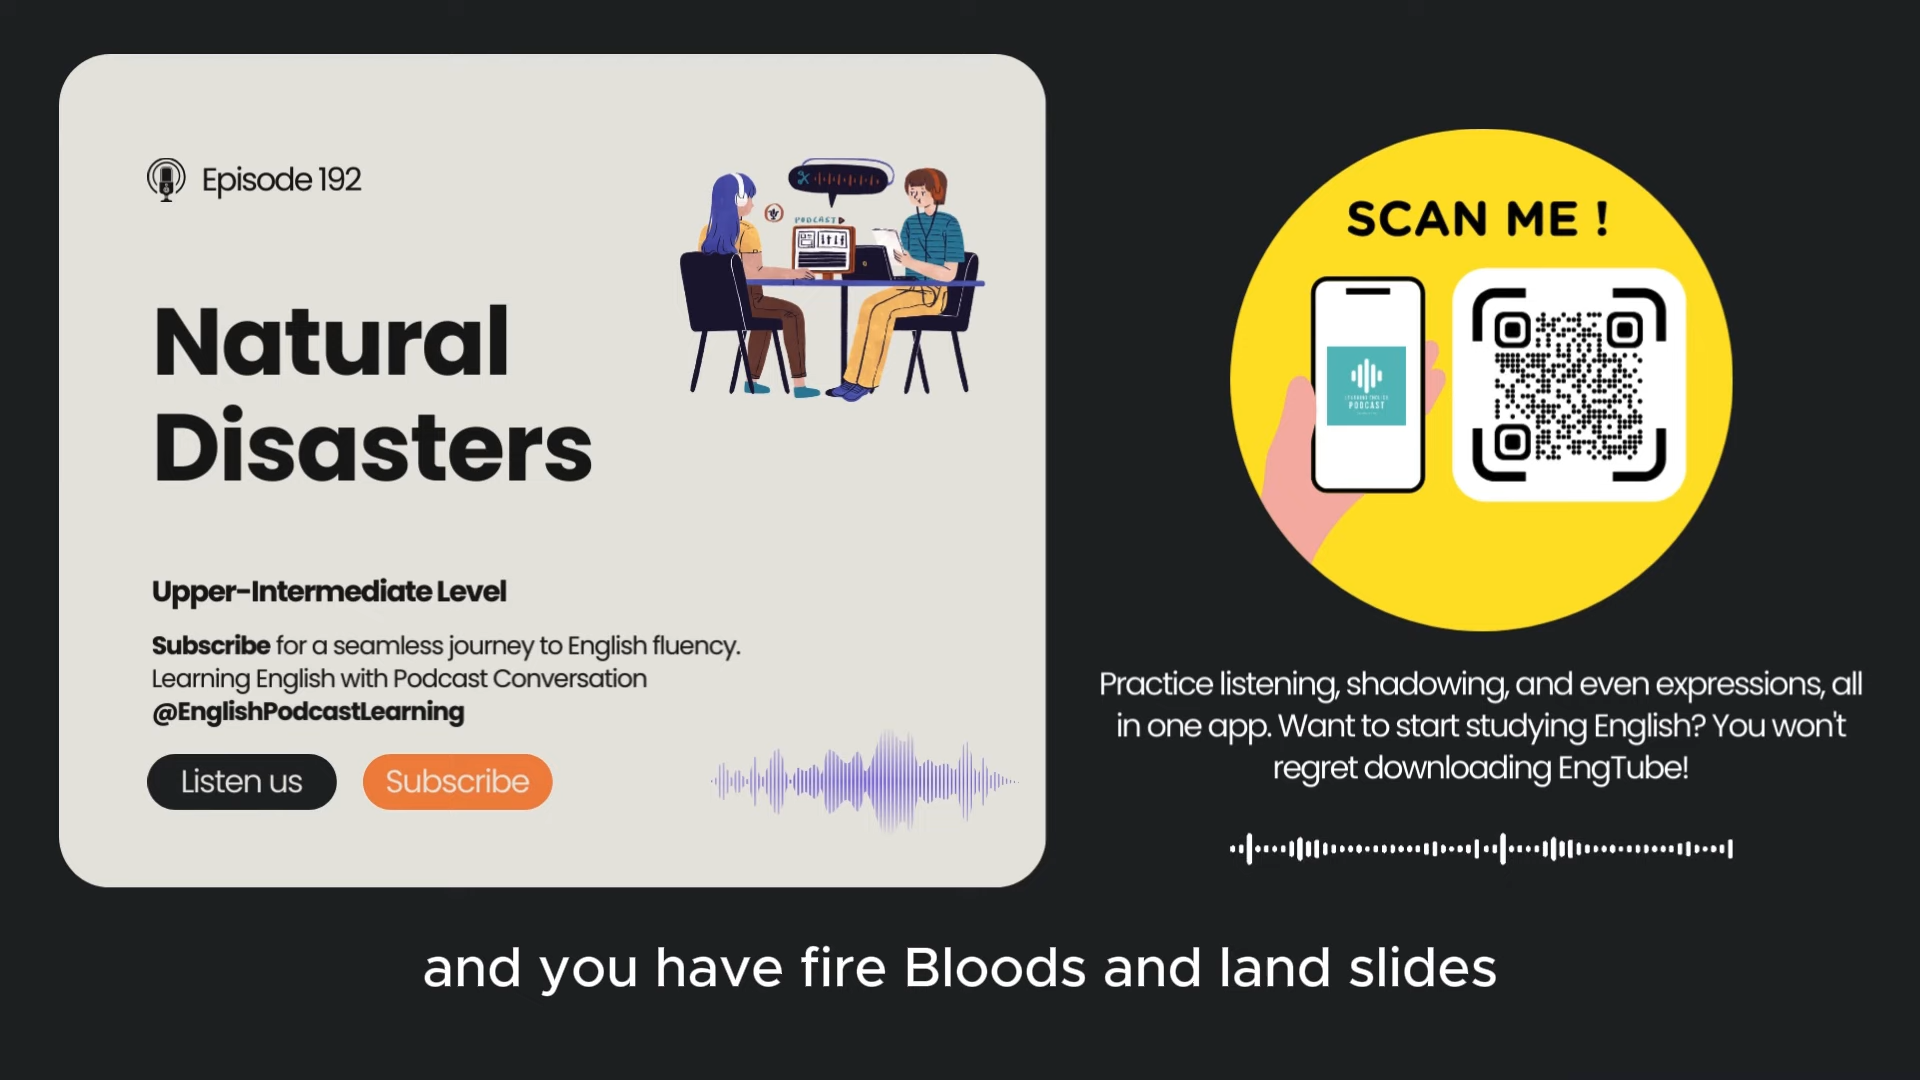 Episode 192
Natural
Disasters
Upper-Intermediate Level
Subscribe for a seamless journey to English fluency.
Learning English with Podcast Conversation
@EnglishPodcastLearning
Listen us
Subscribe
PODCAST
SCAN ME !
PODCAST
Practice listening, shadowing, and even expressions, all
in one app. Want to start studying English? You won't
regret downloading EngTube!
and you have fire Bloods and land slides